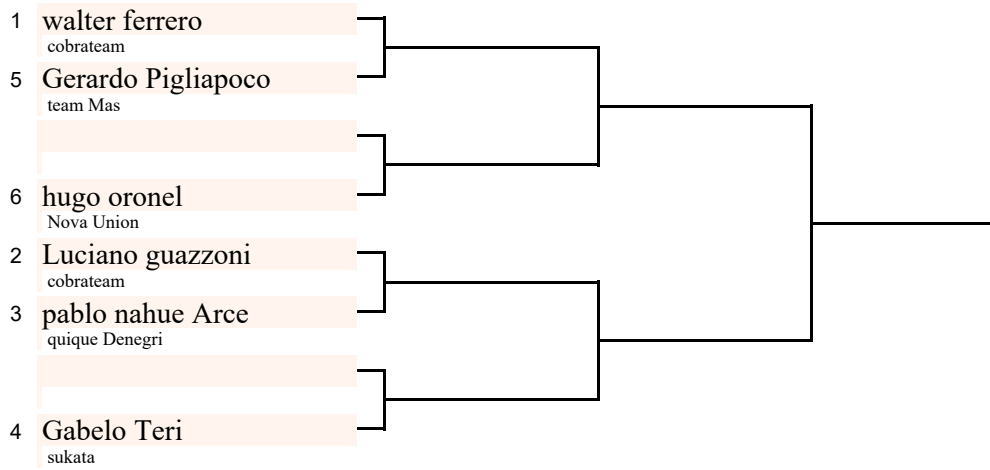 1 walter ferrero
cobrateam
5 Gerardo Pigliapoco
team Mas
6 hugo oronel
Nova Union
2 Luciano guazzoni
cobrateam
3 pablo nahue Arce
quique Denegri
4 Gabelo Teri
sukata